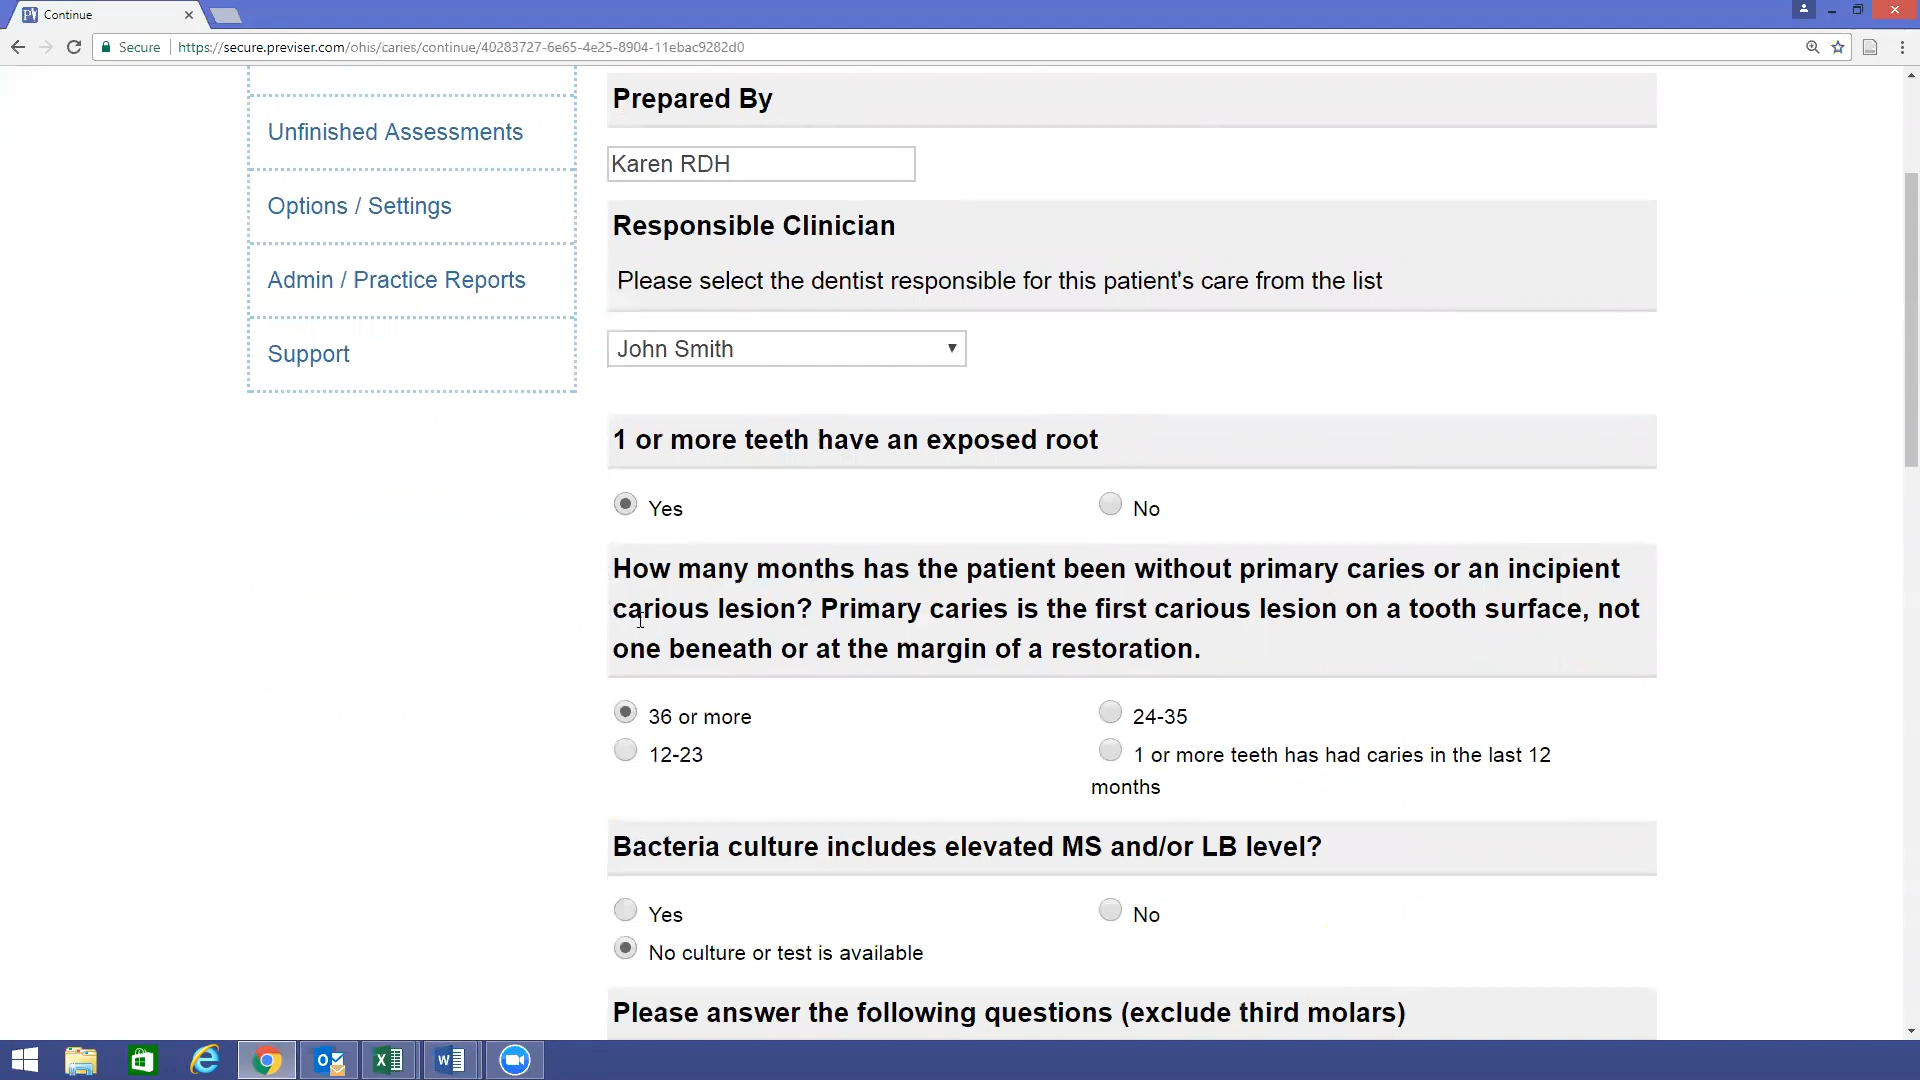 Continue
Secure https://secure.previser.com/ohis/caries/continue/40283727-6e65-4e25-8904-11ebac9282d0
Unfinished Assessments
Options / Settings
Admin / Practice Reports
Support
Prepared By
Karen RDH
Responsible Clinician
Please select the dentist responsible for this patient's care from the list
John Smith
1 or more teeth have an exposed root
Yes No
How many months has the patient been without primary caries or an incipient
carious lesion? Primary caries is the first carious lesion on a tooth surface, not
one beneath or at the margin of a restoration.
36 or more 24-35
12-23 1 or more teeth has had caries in the last 12
months
Bacteria culture includes elevated MS and/or LB level?
Yes No
No culture or test is available
Please answer the following questions (exclude third molars)